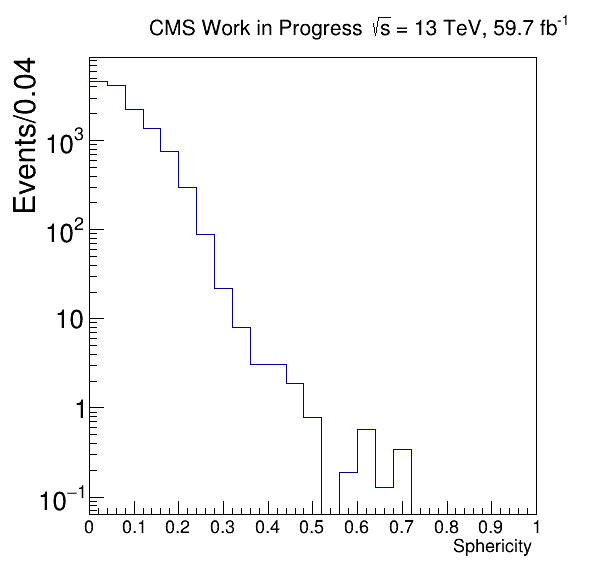 CMS Work in Progress √s = 13 TeV, 59.7 fb⁻¹
Events/0.04
10³
10²
10
1
10⁻¹
0 0.1 0.2 0.3 0.4 0.5 0.6 0.7 0.8 0.9 1
Sphericity